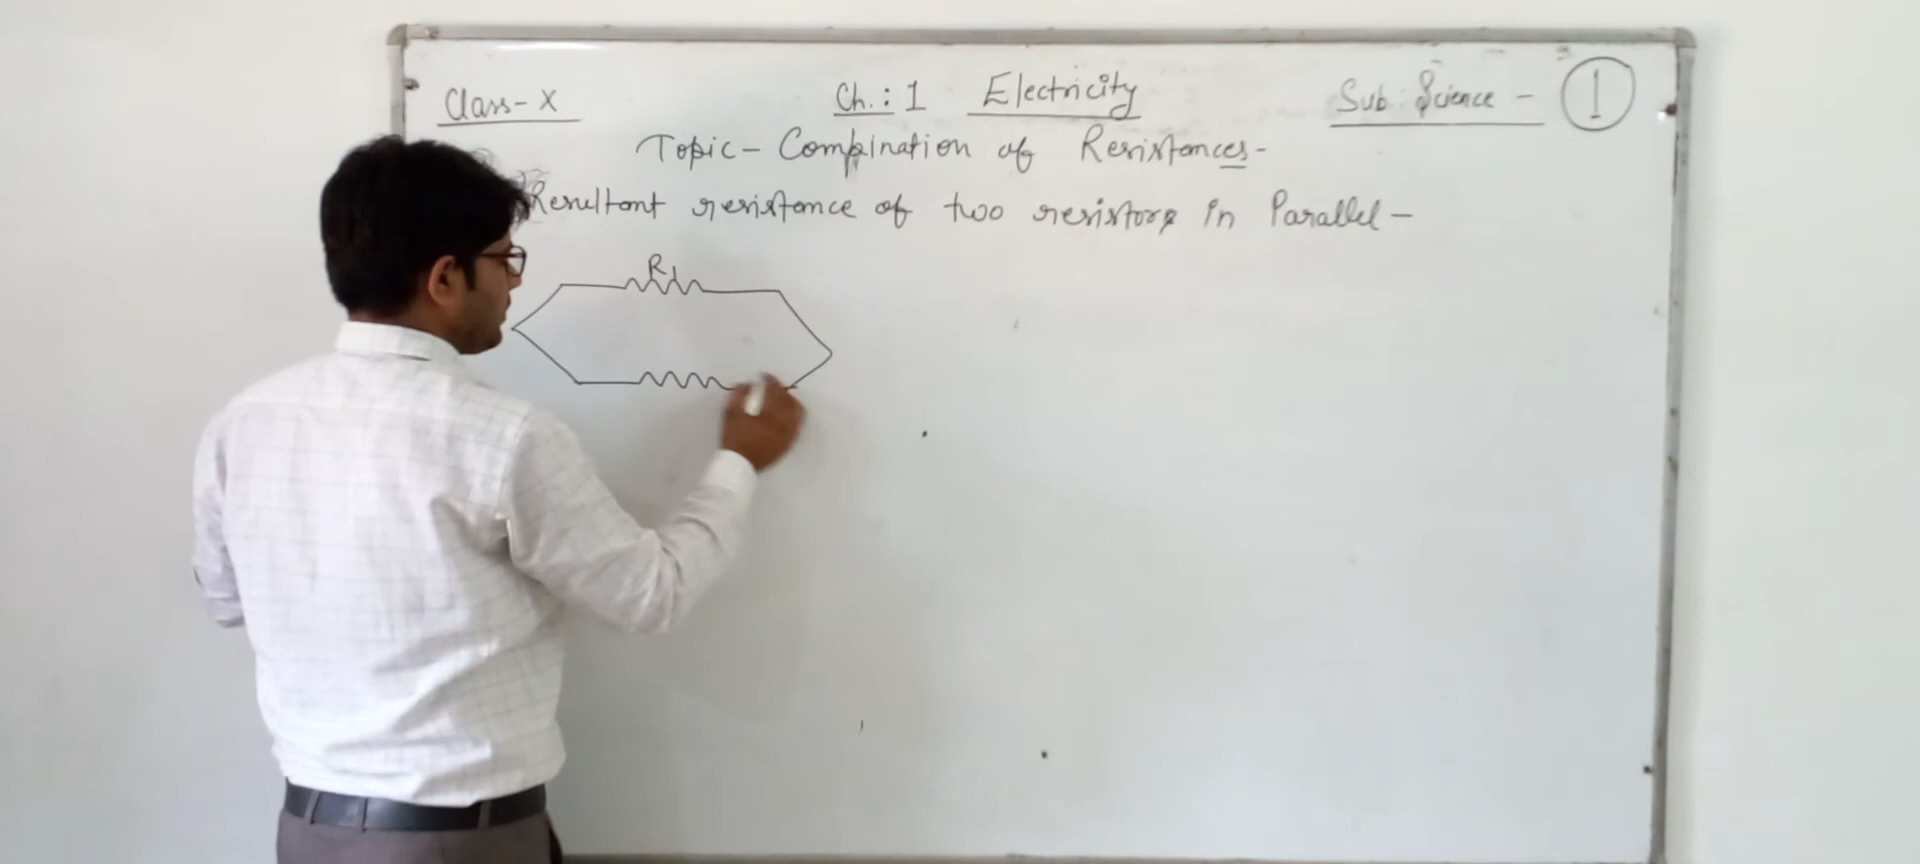 Class-X Ch.: 1 Electricity Sub: Science - 1
Topic - Combination of Resistances -
Resultant resistance of two resistors in Parallel -
R1